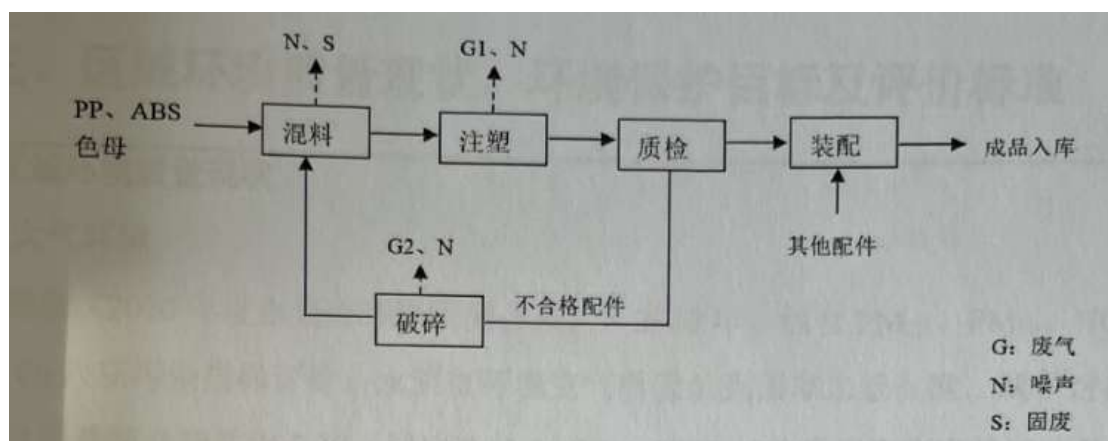 N、S
G1、N
PP、ABS
色母
混料
注塑
质检
装配
成品入库
其他配件
G2、N
破碎
不合格配件
G：废气
N：噪声
S：固废